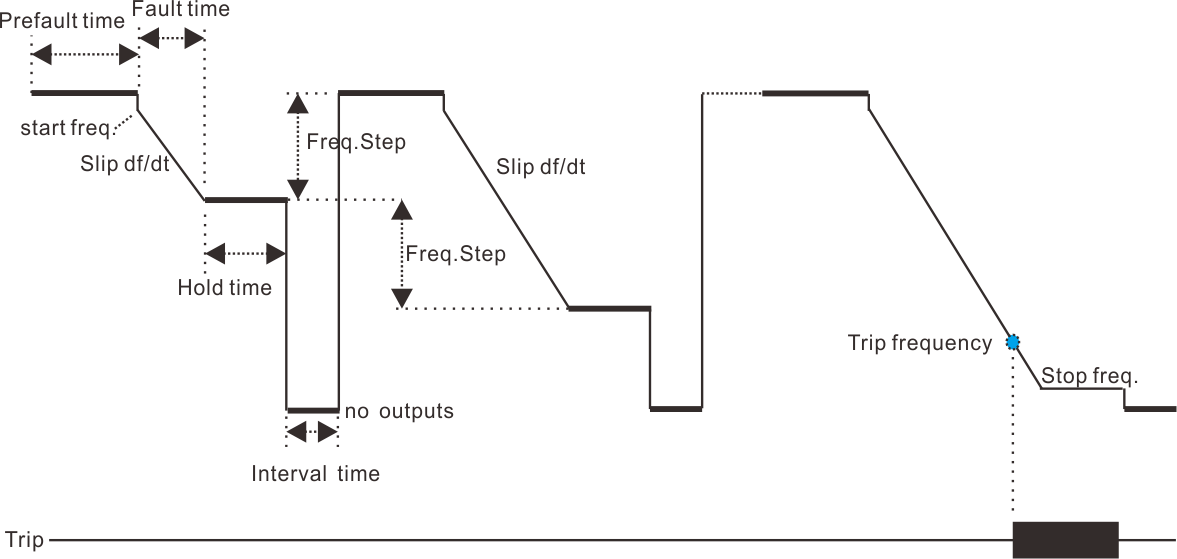 Fault time
Prefault time
start freq.
Slip df/dt
Freq.Step
Slip df/dt
Freq.Step
Hold time
Trip frequency
Stop freq.
no outputs
Interval time
Trip